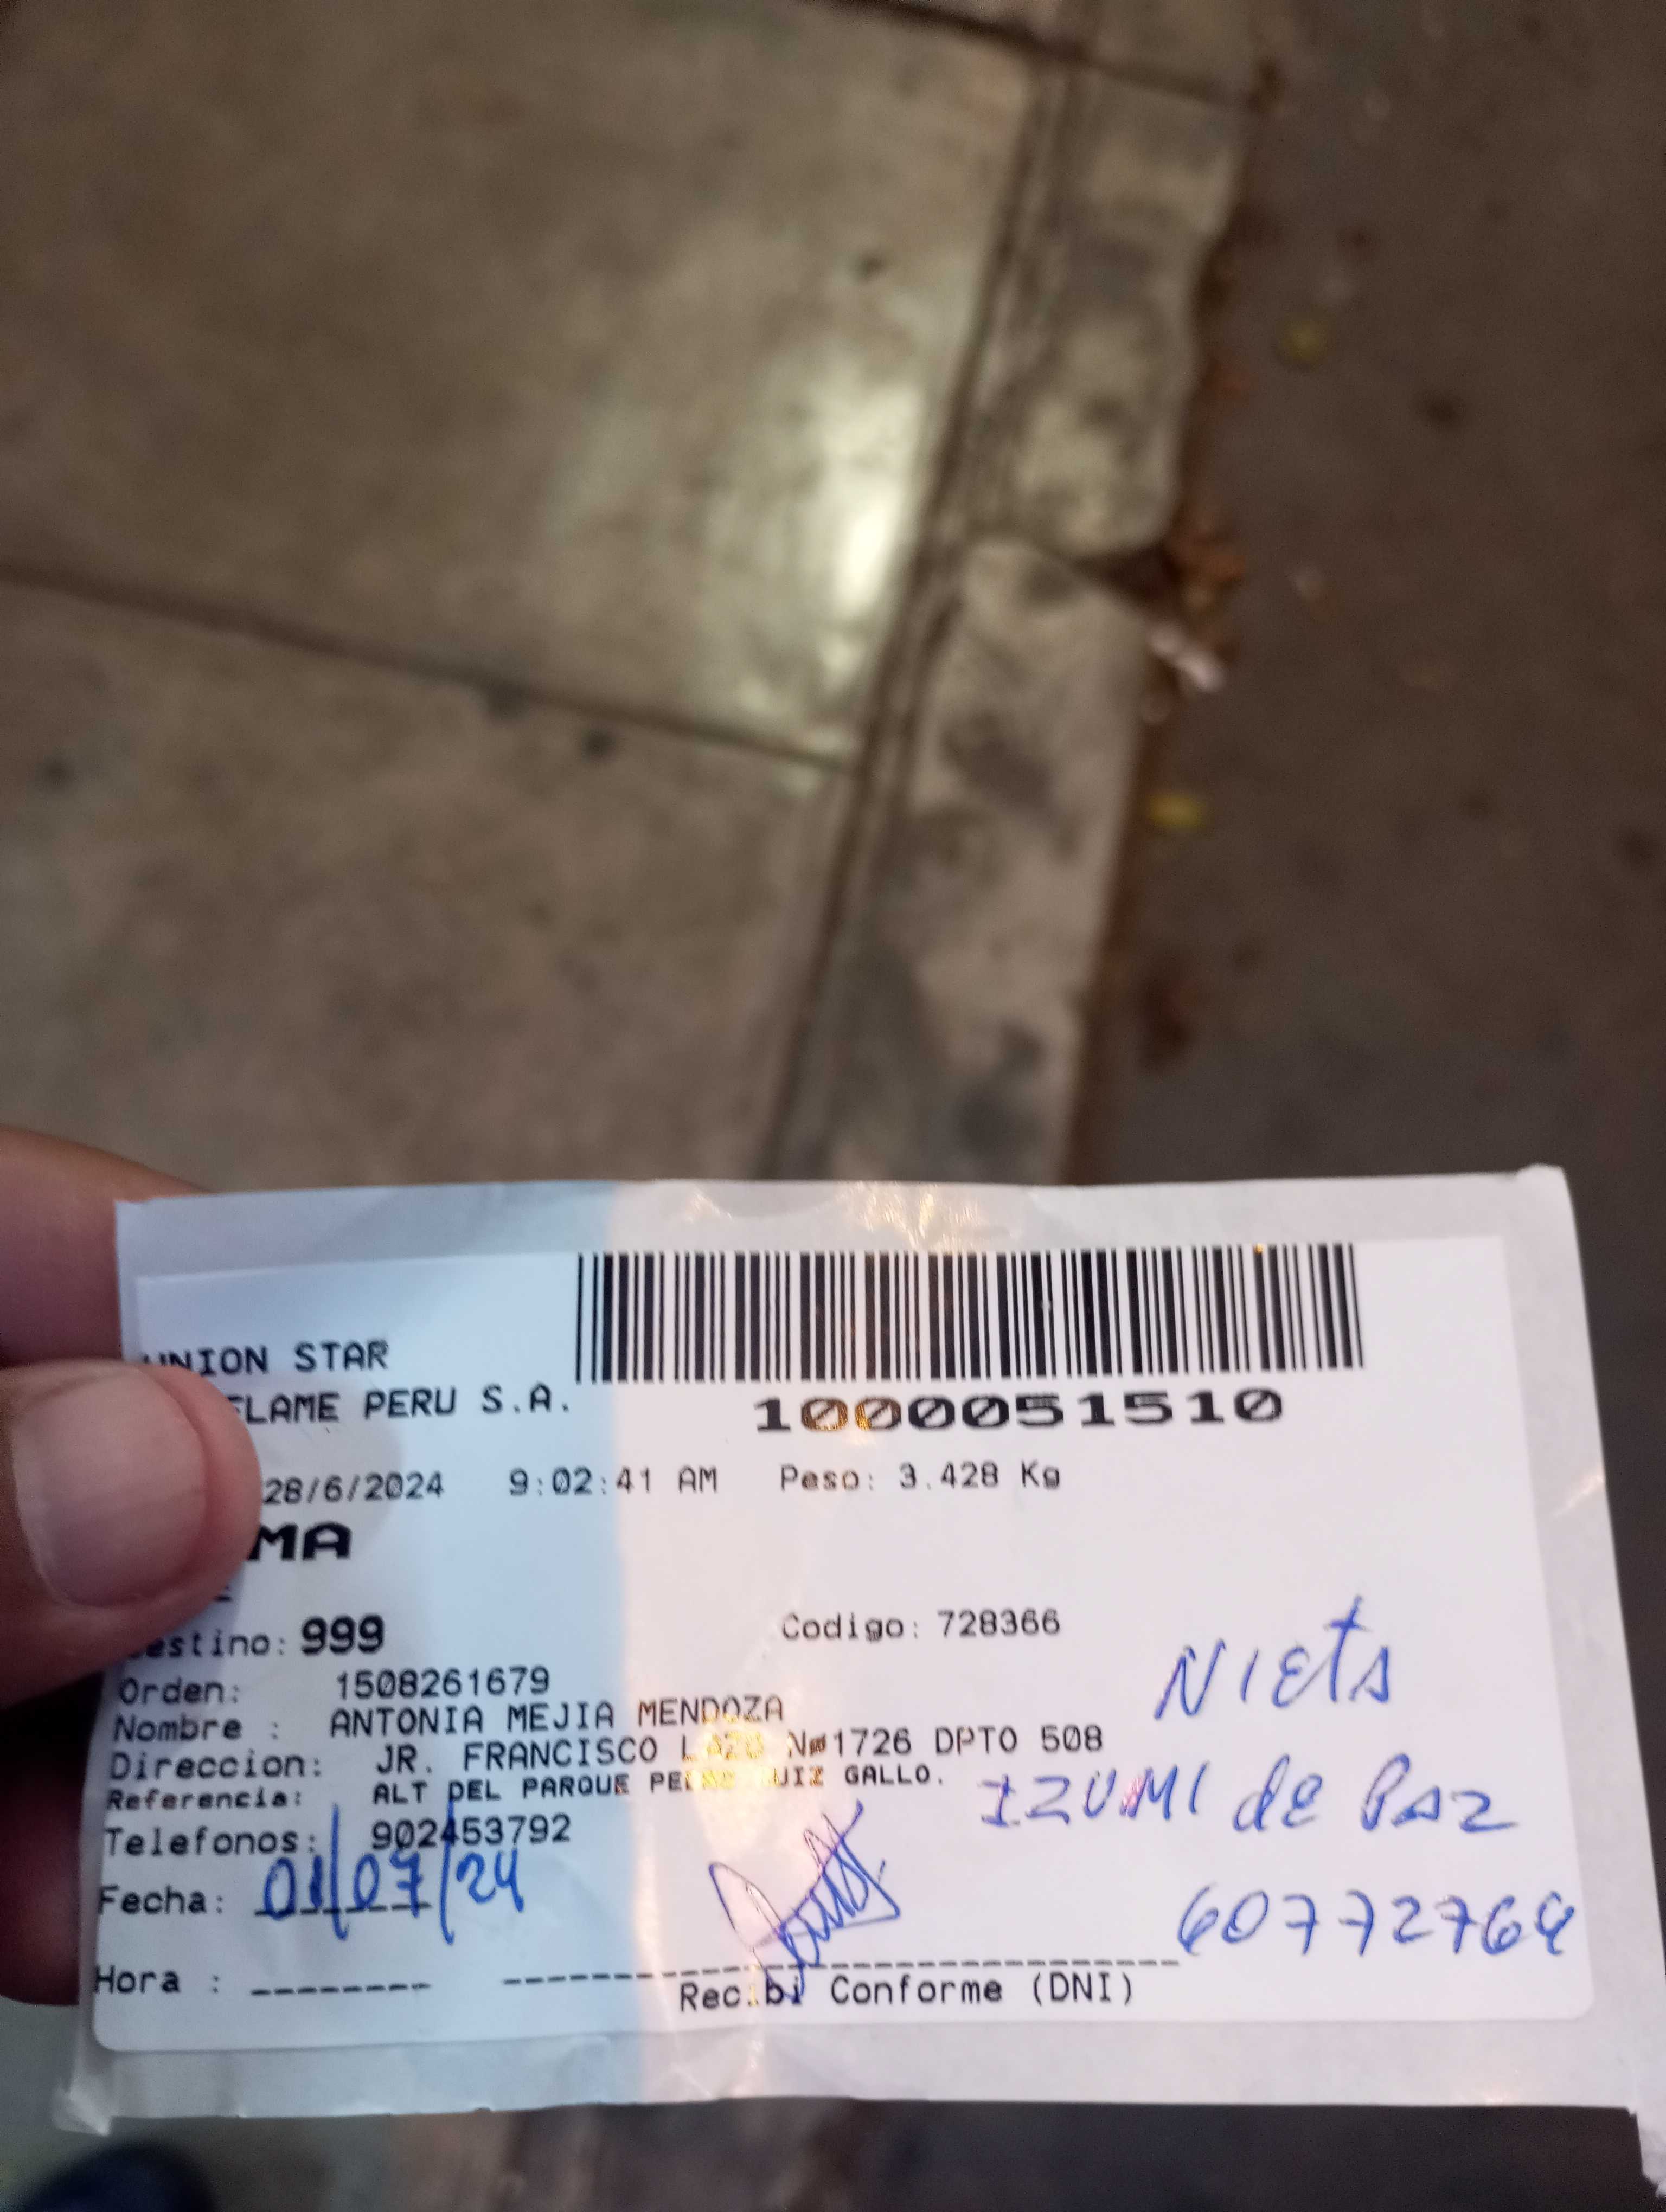 UNION STAR
FLAME PERU S.A.
1000051510
28/6/2024 9:02:41 AM Peso: 3.428 Kg
MA
estino: 999
Codigo: 728366
Orden: 1508261679
Nombre : ANTONIA MEJIA MENDOZA
Direccion: JR. FRANCISCO LAZO Nø1726 DPTO 508
Referencia: ALT DEL PARQUE PEDRO RUIZ GALLO.
Telefonos: 902453792
Fecha: 01/07/24
Hora :
Recibi Conforme (DNI)
NIETA
IZUMI de PAZ
60772764